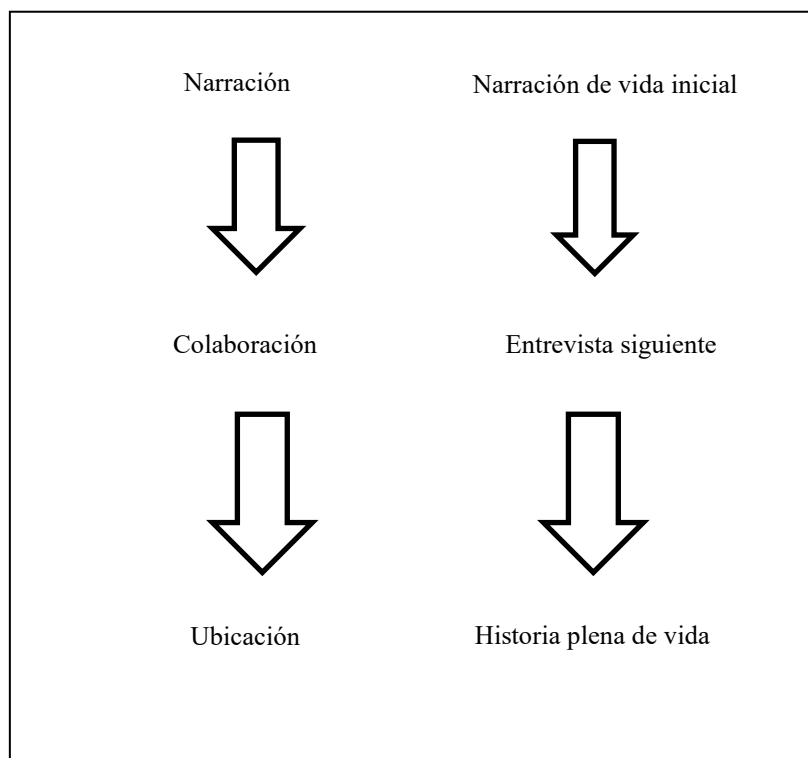 Narración
Narración de vida inicial
Colaboración
Entrevista siguiente
Ubicación
Historia plena de vida